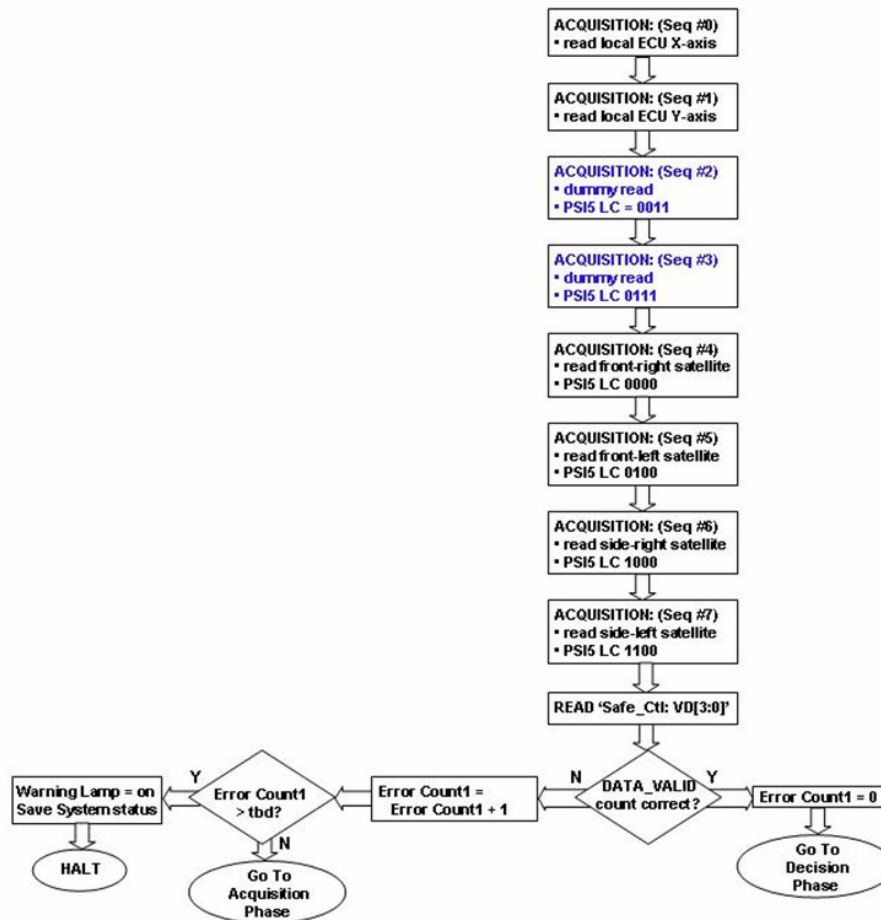 ACQUISITION: (Seq #0)
▪ read local ECU X-axis
ACQUISITION: (Seq #1)
▪ read local ECU Y-axis
ACQUISITION: (Seq #2)
▪ dummy read
▪ PSI5 LC = 0011
ACQUISITION: (Seq #3)
▪ dummy read
▪ PSI5 LC 0111
ACQUISITION: (Seq #4)
▪ read front-right satellite
▪ PSI5 LC 0000
ACQUISITION: (Seq #5)
▪ read front-left satellite
▪ PSI5 LC 0100
ACQUISITION: (Seq #6)
▪ read side-right satellite
▪ PSI5 LC 1000
ACQUISITION: (Seq #7)
▪ read side-left satellite
▪ PSI5 LC 1100
READ ‘Safe_Ctl: VD[3:0]’
DATA_VALID
count correct?
N
Y
Error Count1 = 0
Go To
Decision
Phase
Error Count1 =
Error Count1 + 1
Error Count1
> tbd?
Y
N
Warning Lamp = on
Save System status
HALT
Go To
Acquisition
Phase